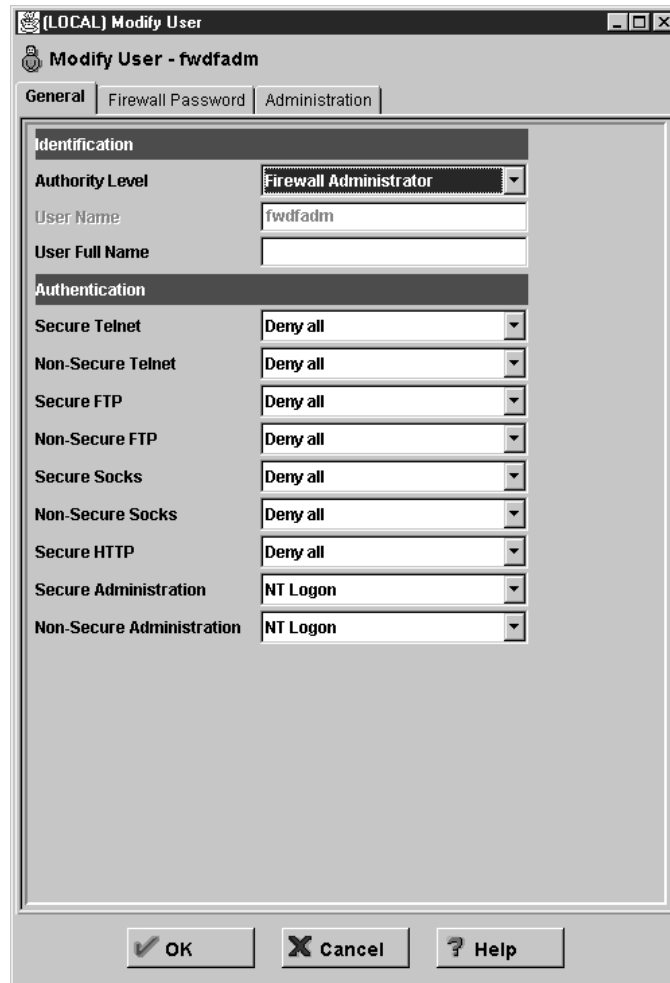 (LOCAL) Modify User
Modify User - fwdfadm
General Firewall Password Administration
Identification
Authority Level Firewall Administrator
User Name fwdfadm
User Full Name
Authentication
Secure Telnet Deny all
Non-Secure Telnet Deny all
Secure FTP Deny all
Non-Secure FTP Deny all
Secure Socks Deny all
Non-Secure Socks Deny all
Secure HTTP Deny all
Secure Administration NT Logon
Non-Secure Administration NT Logon
OK Cancel Help